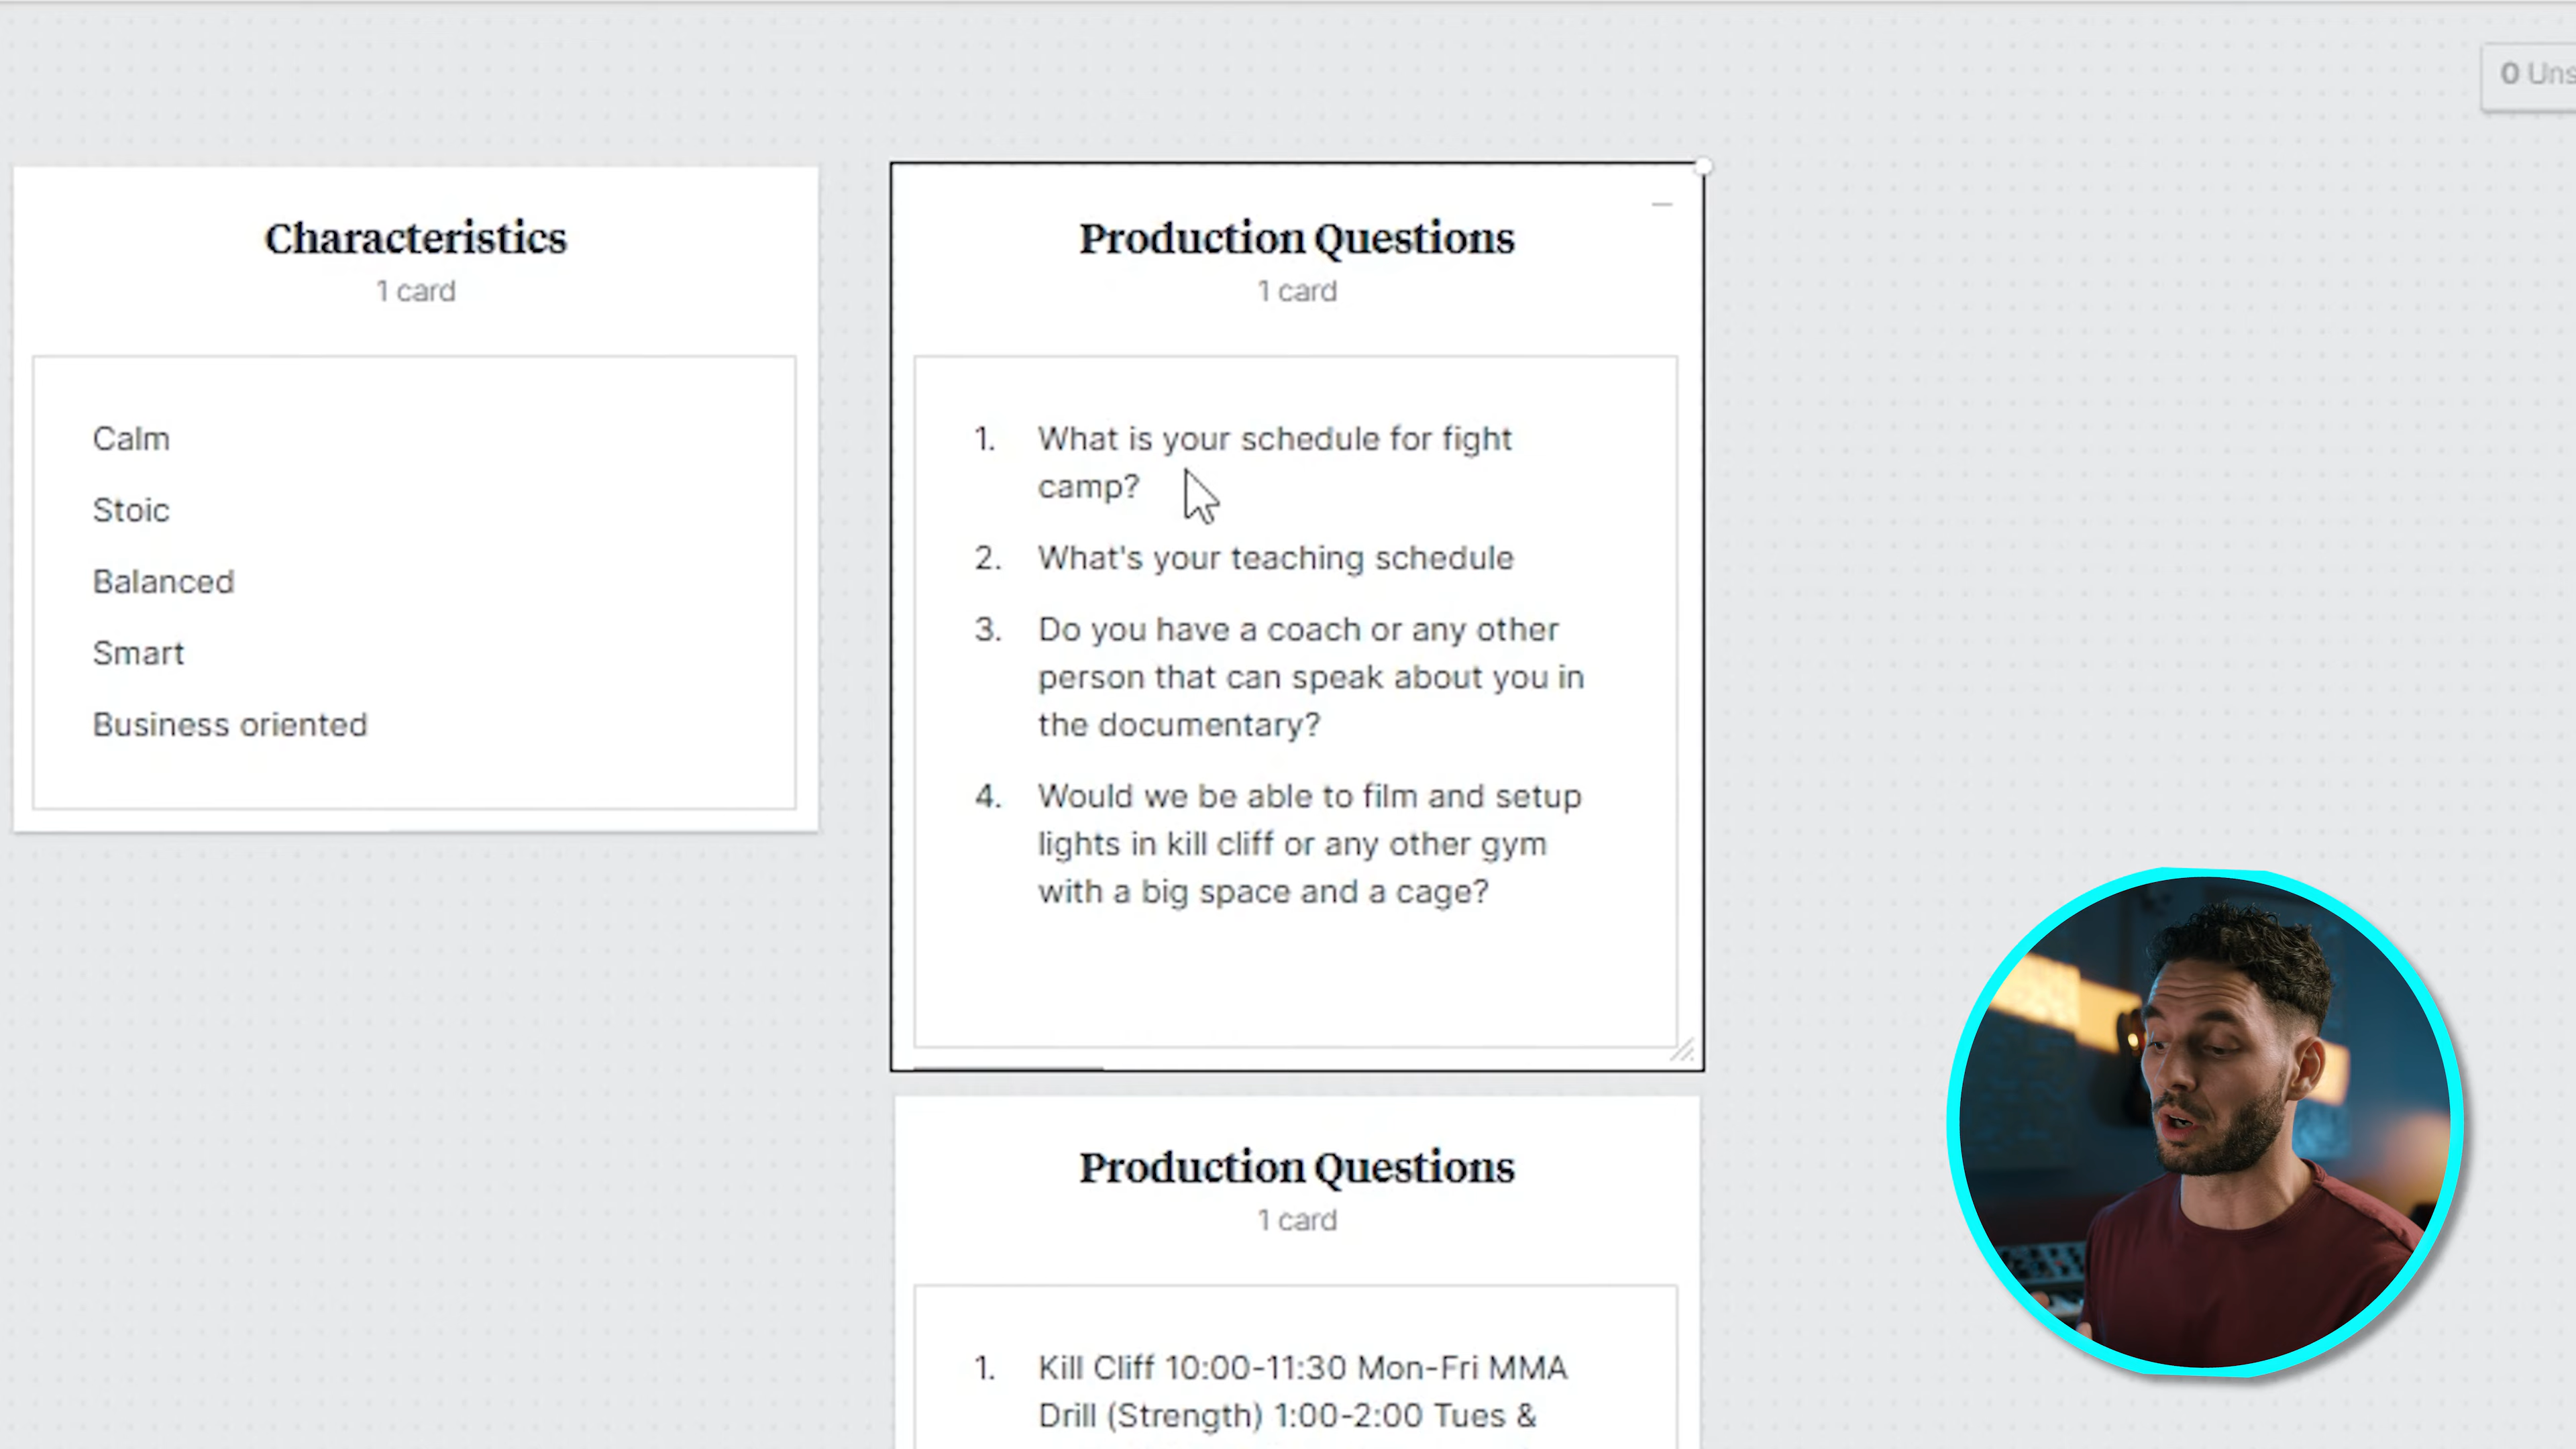 0 Uns
Characteristics
1 card
Calm
Stoic
Balanced
Smart
Business oriented
Production Questions
1 card
1. What is your schedule for fight
camp?
2. What's your teaching schedule
3. Do you have a coach or any other
person that can speak about you in
the documentary?
4. Would we be able to film and setup
lights in kill cliff or any other gym
with a big space and a cage?
Production Questions
1 card
1. Kill Cliff 10:00-11:30 Mon-Fri MMA
Drill (Strength) 1:00-2:00 Tues &